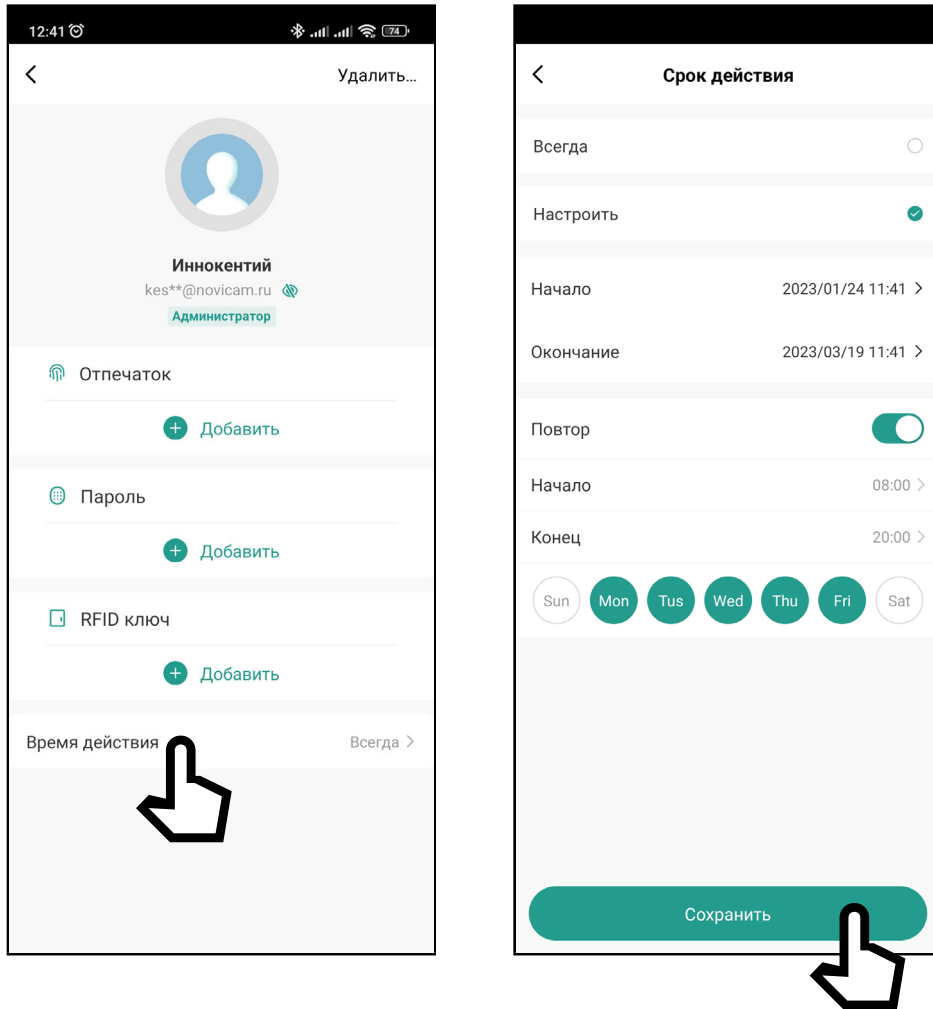 12:41
74
Удалить...
Иннокентий
kes**@novicam.ru
Администратор
Отпечаток
Добавить
Пароль
Добавить
RFID ключ
Добавить
Время действия Всегда
Срок действия
Всегда
Настроить
Начало 2023/01/24 11:41
Окончание 2023/03/19 11:41
Повтор
Начало 08:00
Конец 20:00
Sun Mon Tus Wed Thu Fri Sat
Сохранить